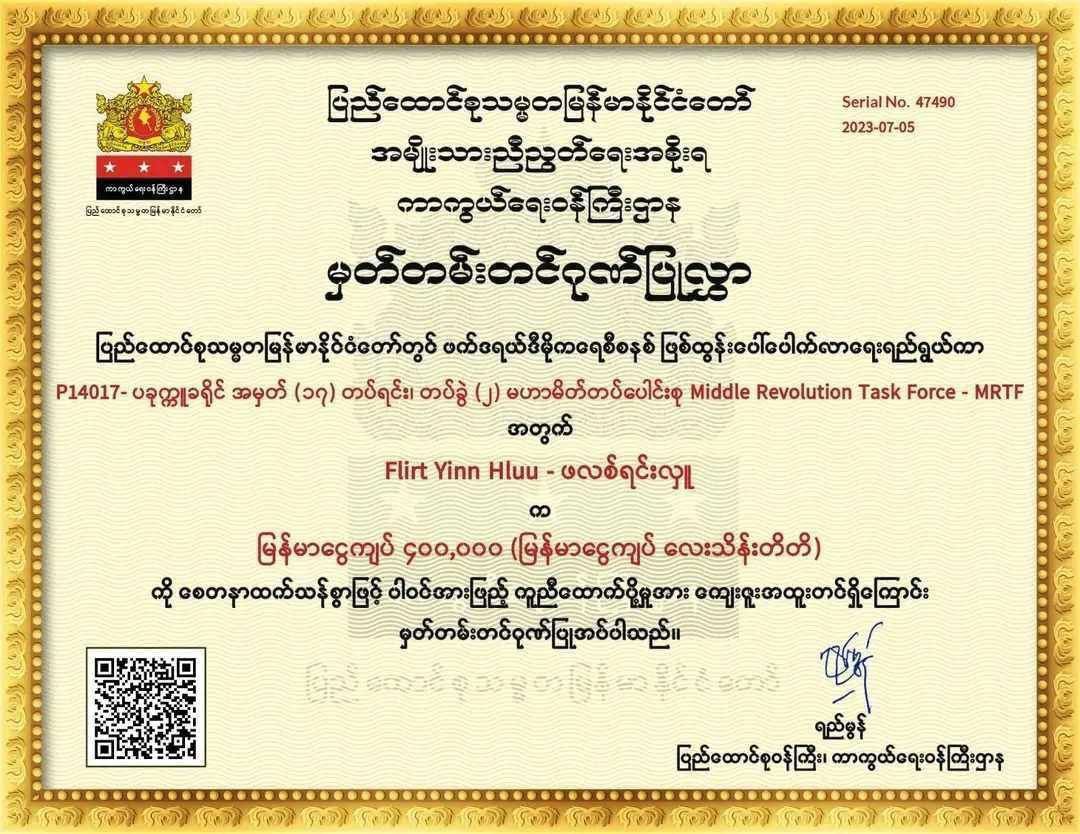 ပြည်ထောင်စုသမ္မတမြန်မာနိုင်ငံတော်
အမျိုးသားညီညွတ်ရေးအစိုးရ
ကာကွယ်ရေးဝန်ကြီးဌာန
Serial No. 47490
2023-07-05
ကာကွယ်ရေးဝန်ကြီးဌာန
ပြည်ထောင်စုသမ္မတမြန်မာနိုင်ငံတော်
မှတ်တမ်းတင်ဂုဏ်ပြုလွှာ
ပြည်ထောင်စုသမ္မတမြန်မာနိုင်ငံတော်တွင် ဖက်ဒရယ်ဒီမိုကရေစီစနစ် ဖြစ်ထွန်းပေါ်ပေါက်လာရေးရည်ရွယ်ကာ
P14017- ပခုက္ကူခရိုင် အမှတ် (၁၇) တပ်ရင်း၊ တပ်ခွဲ (၂) မဟာမိတ်တပ်ပေါင်းစု Middle Revolution Task Force - MRTF
အတွက်
Flirt Yinn Hluu - ဖလစ်ရင်းလှူ
က
မြန်မာငွေကျပ် ၄၀၀,၀၀၀ (မြန်မာငွေကျပ် လေးသိန်းတိတိ)
ကို စေတနာထက်သန်စွာဖြင့် ပါဝင်အားဖြည့် ကူညီထောက်ပို့မှုအား ကျေးဇူးအထူးတင်ရှိကြောင်း
မှတ်တမ်းတင်ဂုဏ်ပြုအပ်ပါသည်။
ပြည်ထောင်စုသမ္မတမြန်မာနိုင်ငံတော်
ရည်မွန်
ပြည်ထောင်စုဝန်ကြီး၊ ကာကွယ်ရေးဝန်ကြီးဌာန